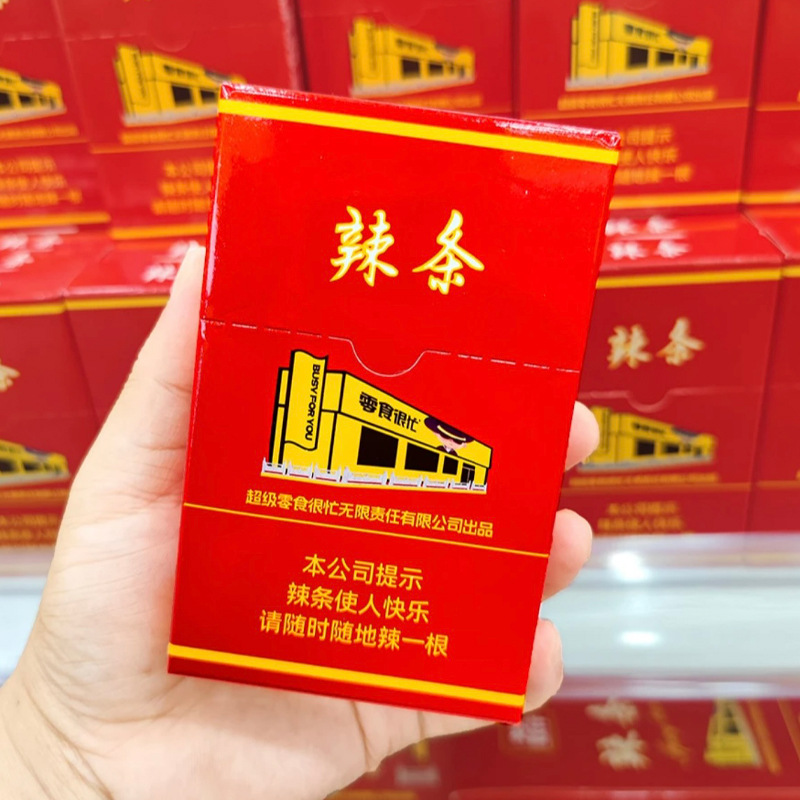 辣条
BUSY FOR YOU
零食很忙
超级零食很忙无限责任有限公司出品
本公司提示
辣条使人快乐
请随时随地辣一根
辣条